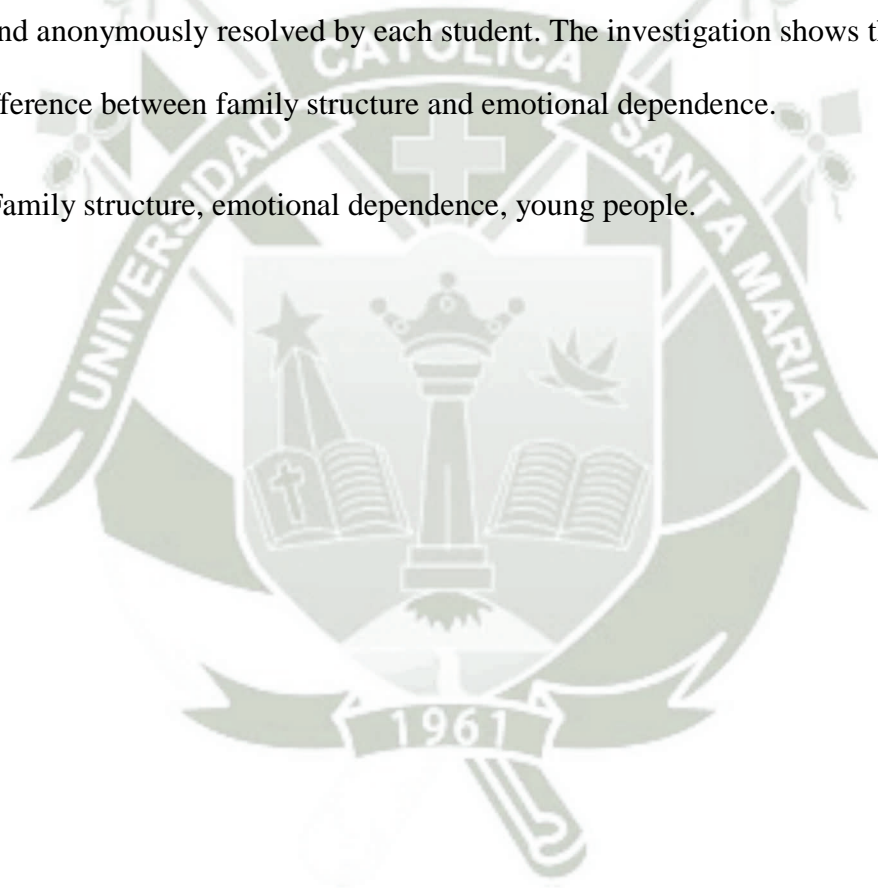 nd anonymously resolved by each student. The investigation shows t
fference between family structure and emotional dependence.
Family structure, emotional dependence, young people.
UNIVERSIDAD CATOLICA SANTA MARIA
1961